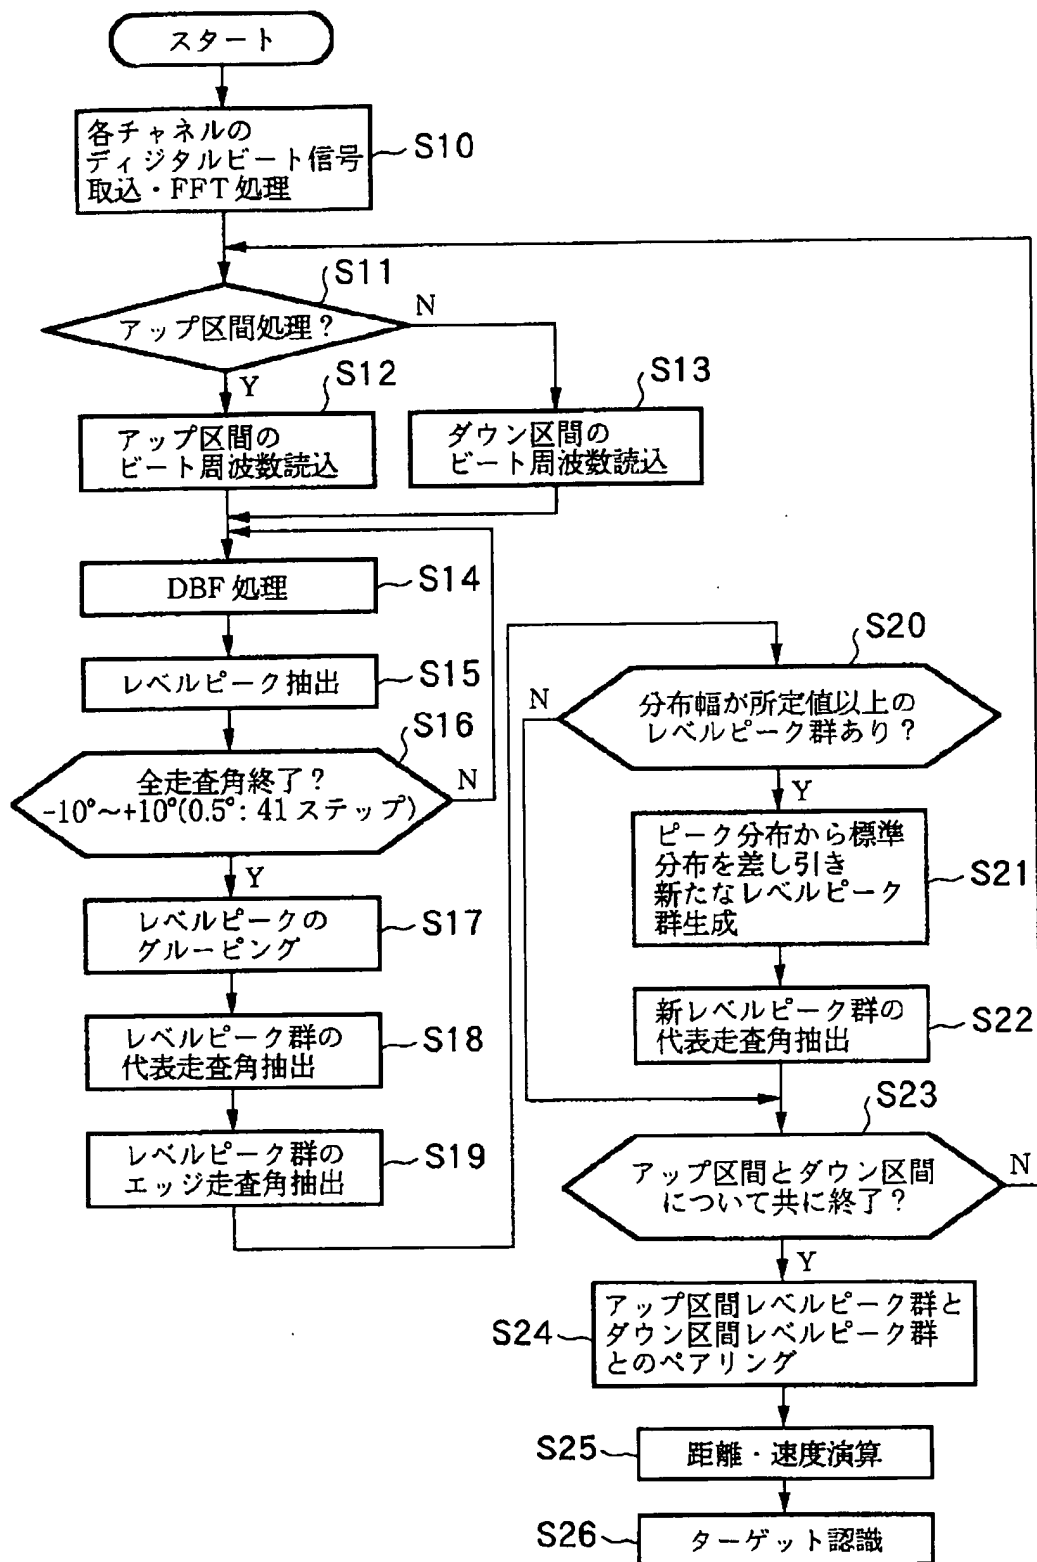 スタート
各チャネルの
ディジタルビート信号
取込・FFT 処理
S10
S11
アップ区間処理?
N
Y
S12
アップ区間の
ビート周波数読込
S13
ダウン区間の
ビート周波数読込
DBF 処理
S14
レベルピーク抽出
S15
S16
全走査角終了?
-10°~+10°(0.5°: 41 ステップ)
N
Y
レベルピークの
グルーピング
S17
レベルピーク群の
代表走査角抽出
S18
レベルピーク群の
エッジ走査角抽出
S19
S20
分布幅が所定値以上の
レベルピーク群あり?
N
Y
ピーク分布から標準
分布を差し引き
新たなレベルピーク
群生成
S21
新レベルピーク群の
代表走査角抽出
S22
S23
アップ区間とダウン区間
について共に終了?
N
Y
アップ区間レベルピーク群と
ダウン区間レベルピーク群
とのペアリング
S24
S25
距離・速度演算
S26
ターゲット認識